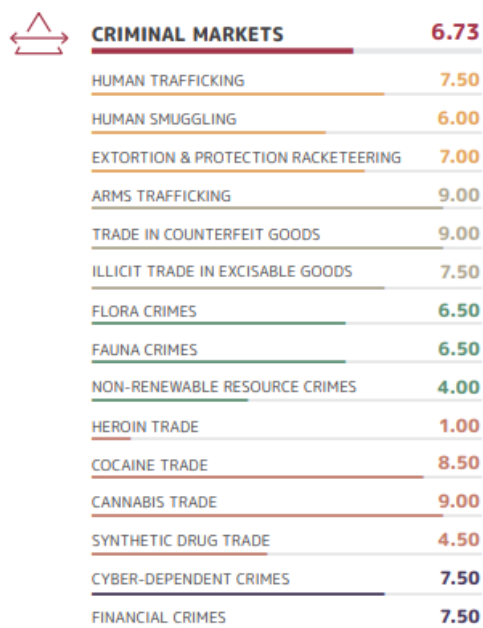 CRIMINAL MARKETS 6.73
HUMAN TRAFFICKING 7.50
HUMAN SMUGGLING 6.00
EXTORTION & PROTECTION RACKETEERING 7.00
ARMS TRAFFICKING 9.00
TRADE IN COUNTERFEIT GOODS 9.00
ILLICIT TRADE IN EXCISABLE GOODS 7.50
FLORA CRIMES 6.50
FAUNA CRIMES 6.50
NON-RENEWABLE RESOURCE CRIMES 4.00
HEROIN TRADE 1.00
COCAINE TRADE 8.50
CANNABIS TRADE 9.00
SYNTHETIC DRUG TRADE 4.50
CYBER-DEPENDENT CRIMES 7.50
FINANCIAL CRIMES 7.50